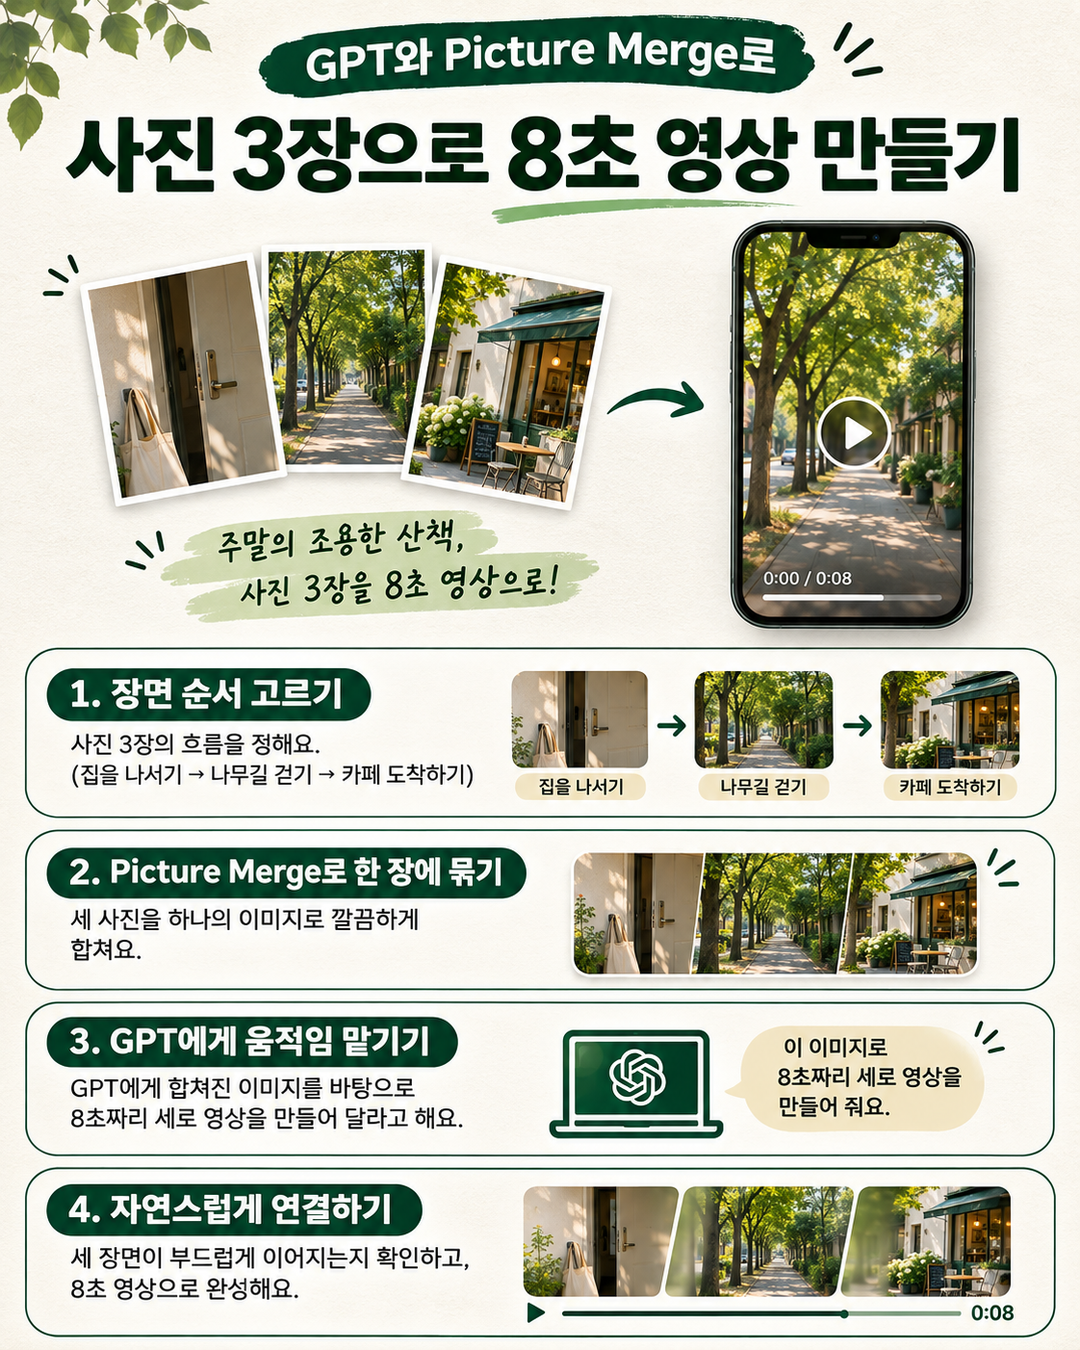 GPT와 Picture Merge로
사진 3장으로 8초 영상 만들기
주말의 조용한 산책,
사진 3장을 8초 영상으로!
0:00 / 0:08
1. 장면 순서 고르기
사진 3장의 흐름을 정해요.
(집을 나서기 → 나무길 걷기 → 카페 도착하기)
집을 나서기
나무길 걷기
카페 도착하기
2. Picture Merge로 한 장에 묶기
세 사진을 하나의 이미지로 깔끔하게
합쳐요.
3. GPT에게 움직임 맡기기
GPT에게 합쳐진 이미지를 바탕으로
8초짜리 세로 영상을 만들어 달라고 해요.
이 이미지로
8초짜리 세로 영상을
만들어 줘요.
4. 자연스럽게 연결하기
세 장면이 부드럽게 이어지는지 확인하고,
8초 영상으로 완성해요.
0:08